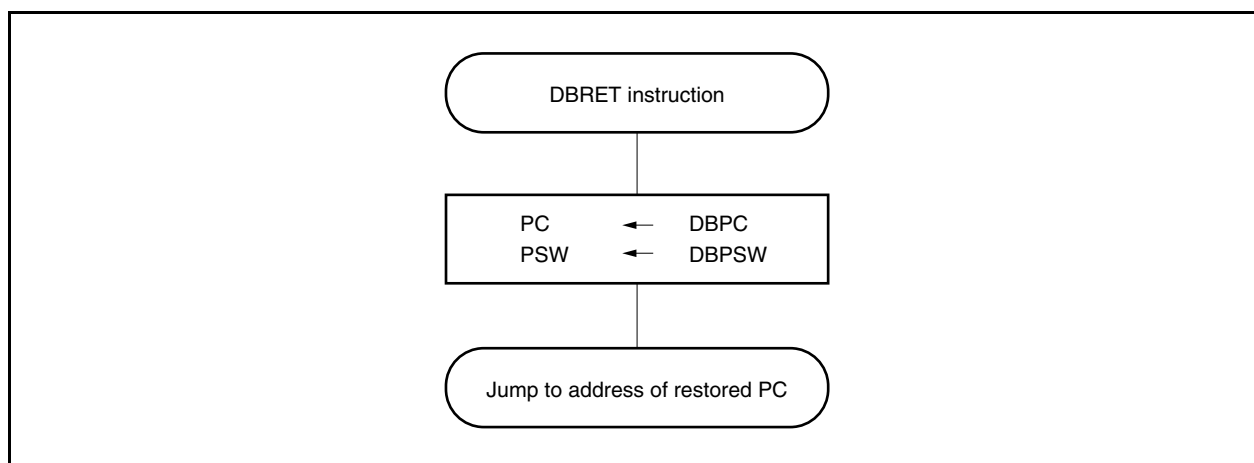 DBRET instruction
PC ← DBPC
PSW ← DBPSW
Jump to address of restored PC